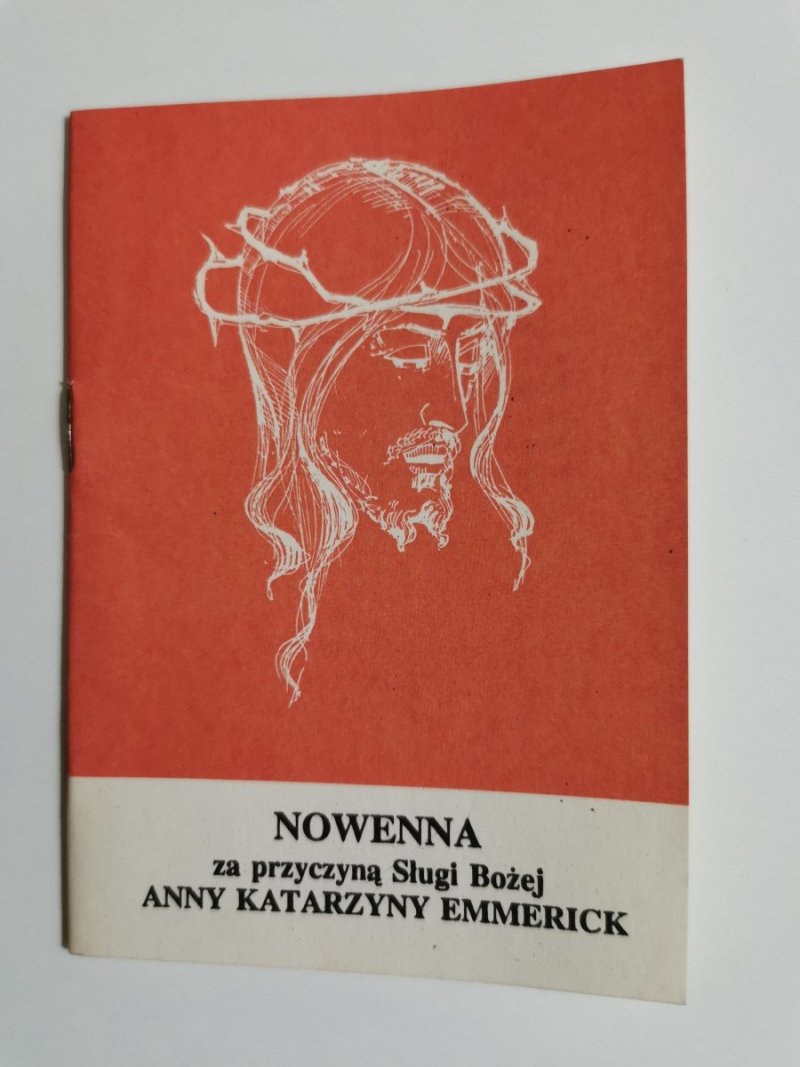 NOWENNA
za przyczyną Sługi Bożej
ANNY KATARZYNY EMMERICK